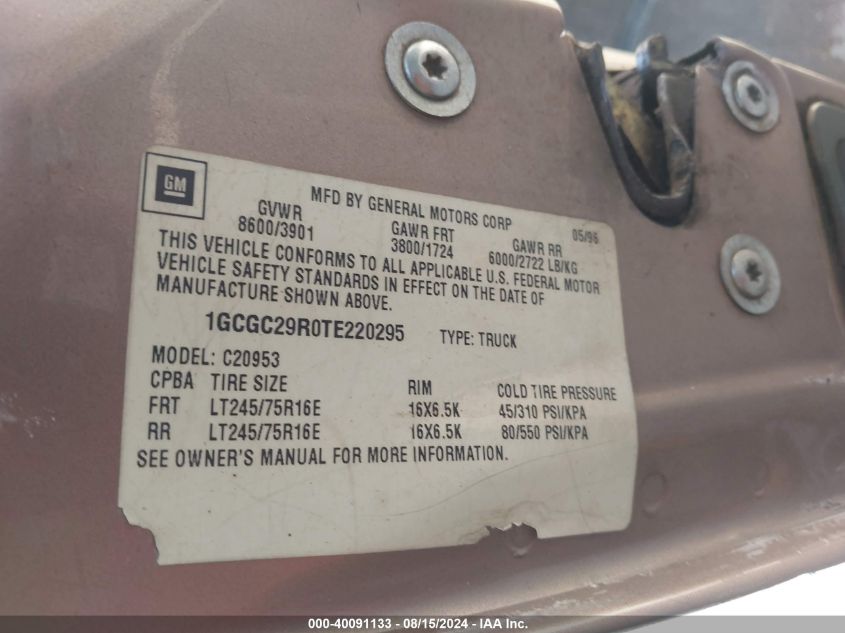 GM
MFD BY GENERAL MOTORS CORP 05/96
GVWR GAWR FRT GAWR RR
8600/3901 3800/1724 6000/2722 LB/KG
THIS VEHICLE CONFORMS TO ALL APPLICABLE U.S. FEDERAL MOTOR
VEHICLE SAFETY STANDARDS IN EFFECT ON THE DATE OF
MANUFACTURE SHOWN ABOVE.
1GCGC29R0TE220295 TYPE: TRUCK
MODEL: C20953
CPBA TIRE SIZE RIM COLD TIRE PRESSURE
FRT LT245/75R16E 16X6.5K 45/310 PSI/KPA
RR LT245/75R16E 16X6.5K 80/550 PSI/KPA
SEE OWNER'S MANUAL FOR MORE INFORMATION.
000-40091133 - 08/15/2024 - IAA Inc.